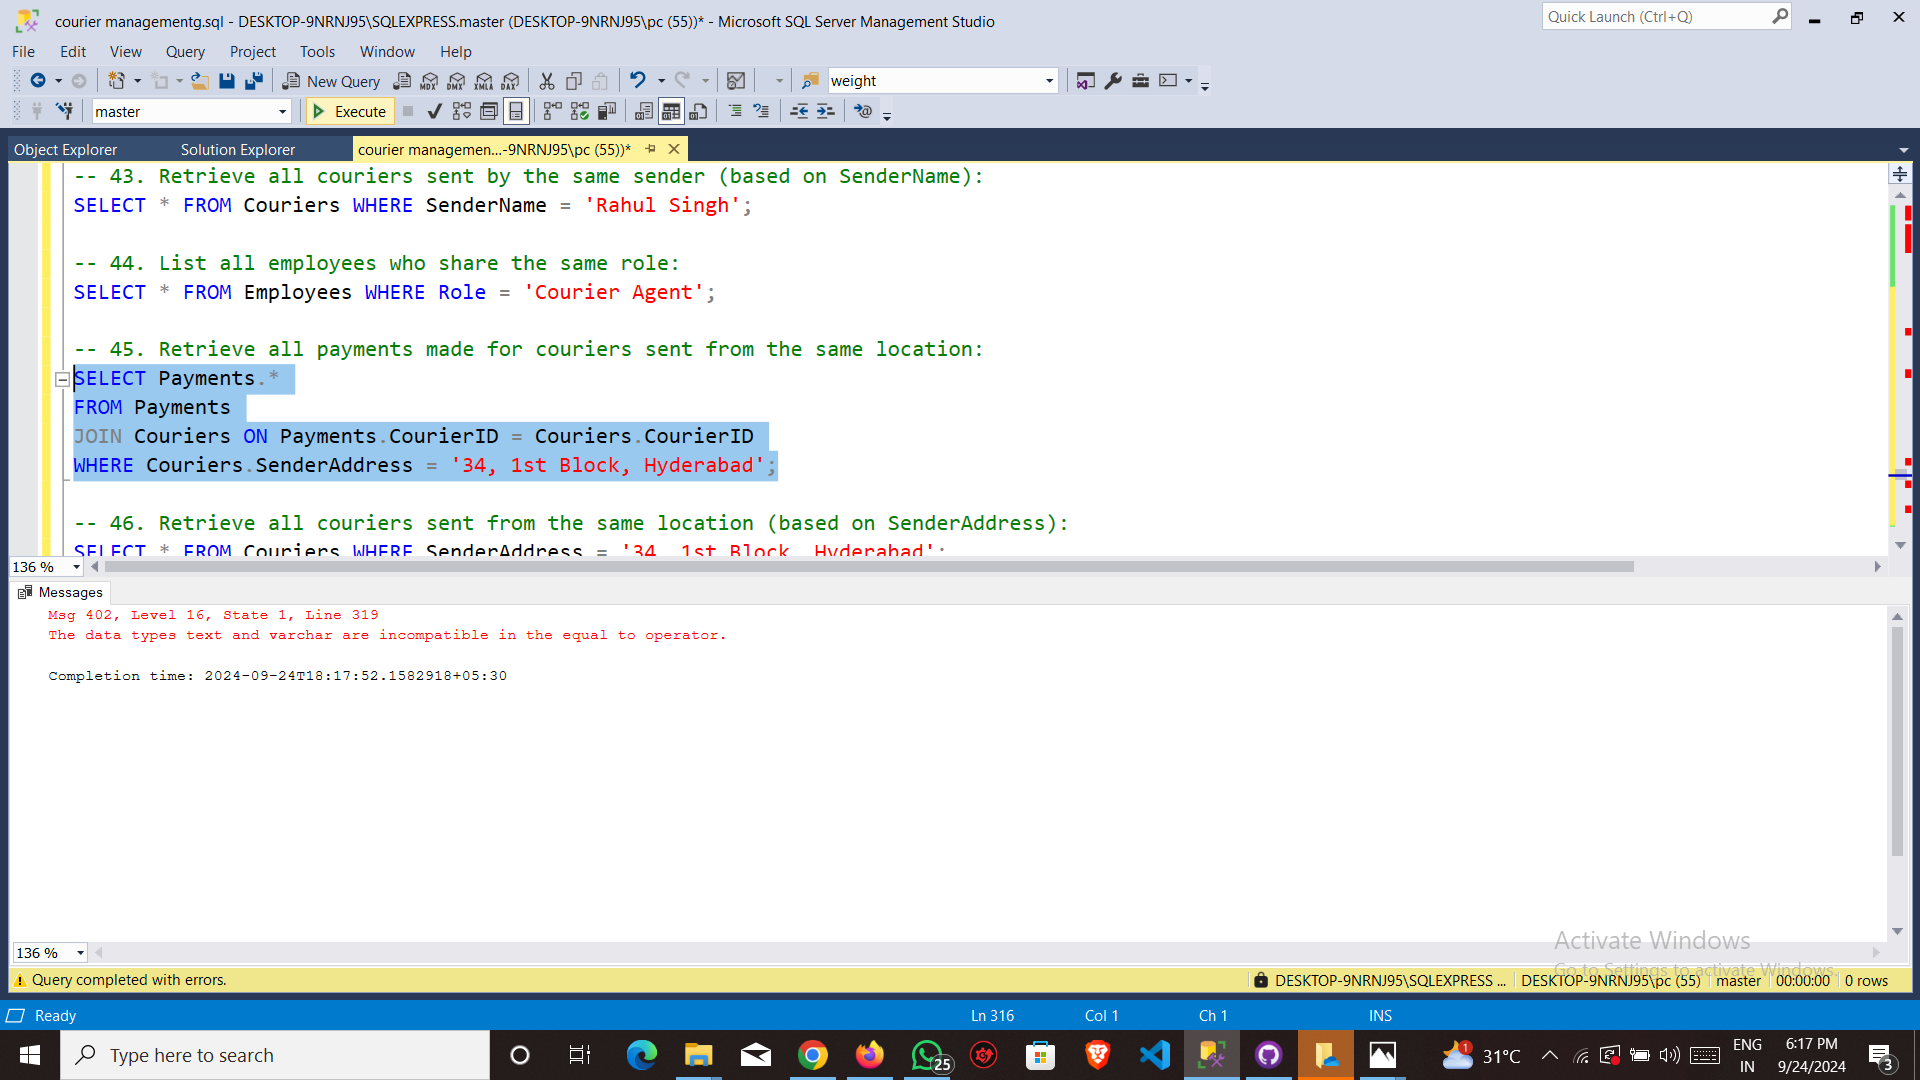 courier managementg.sql - DESKTOP-9NRNJ95\SQLEXPRESS.master (DESKTOP-9NRNJ95\pc (55))* - Microsoft SQL Server Management Studio
Quick Launch (Ctrl+Q)
File Edit View Query Project Tools Window Help
New Query
MDX DMX XMLA DAX
weight
master
Execute
Object Explorer
Solution Explorer
courier managemen...-9NRNJ95\pc (55))*
-- 43. Retrieve all couriers sent by the same sender (based on SenderName):
SELECT * FROM Couriers WHERE SenderName = 'Rahul Singh';
-- 44. List all employees who share the same role:
SELECT * FROM Employees WHERE Role = 'Courier Agent';
-- 45. Retrieve all payments made for couriers sent from the same location:
SELECT Payments.*
FROM Payments
JOIN Couriers ON Payments.CourierID = Couriers.CourierID
WHERE Couriers.SenderAddress = '34, 1st Block, Hyderabad';
-- 46. Retrieve all couriers sent from the same location (based on SenderAddress):
SELECT * FROM Couriers WHERE SenderAddress = '34, 1st Block, Hyderabad';
136 %
Messages
Msg 402, Level 16, State 1, Line 319
The data types text and varchar are incompatible in the equal to operator.
Completion time: 2024-09-24T18:17:52.1582918+05:30
Activate Windows
Go to Settings to activate Windows.
136 %
Query completed with errors.
DESKTOP-9NRNJ95\SQLEXPRESS ...
DESKTOP-9NRNJ95\pc (55)
master
00:00:00
0 rows
Ready
Ln 316
Col 1
Ch 1
INS
Type here to search
25
1
31°C
ENG
IN
6:17 PM
9/24/2024
3